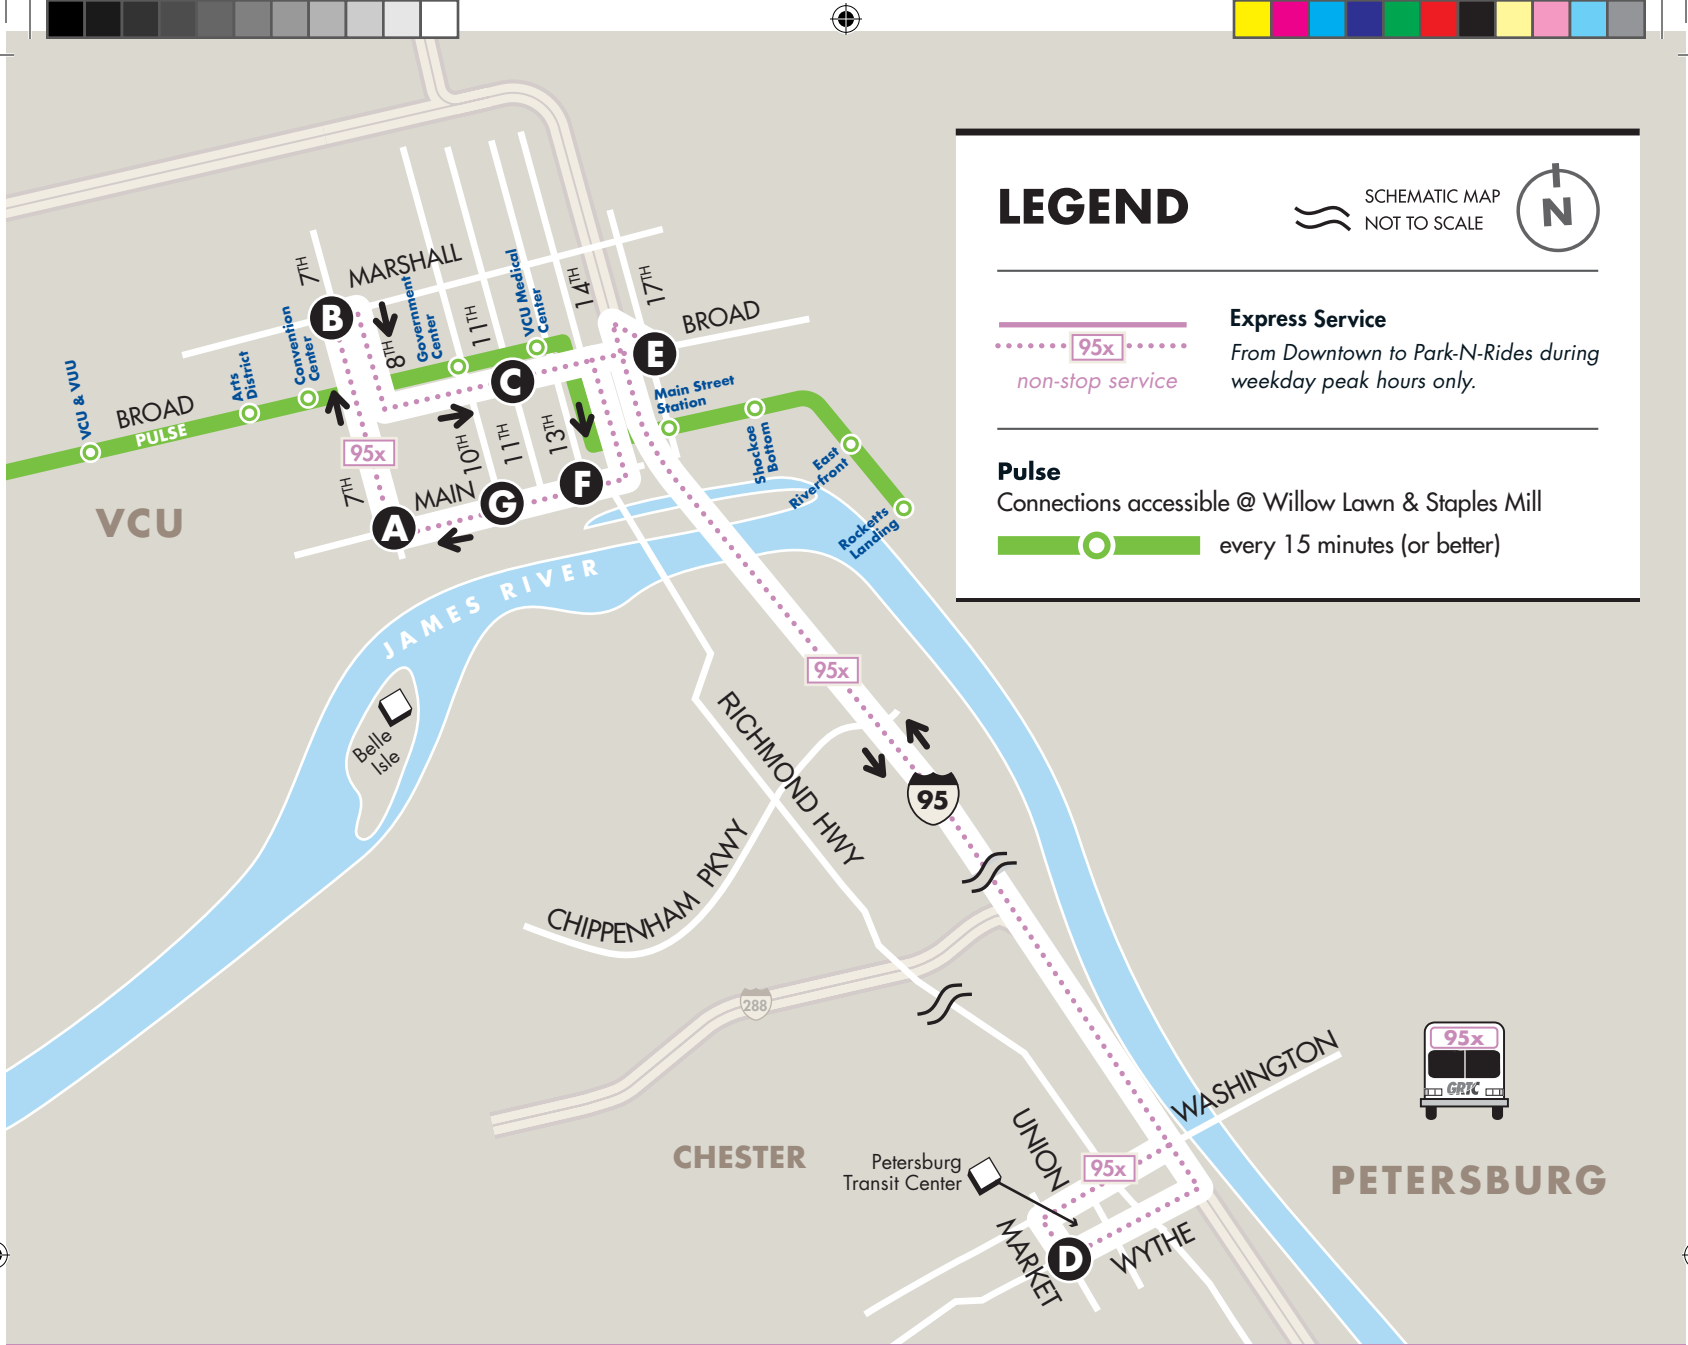 LEGEND
SCHEMATIC MAP
NOT TO SCALE
N
95x
non-stop service
Express Service
From Downtown to Park-N-Rides during
weekday peak hours only.
Pulse
Connections accessible @ Willow Lawn & Staples Mill
every 15 minutes (or better)
7TH
MARSHALL
14TH
17TH
BROAD
B
8TH
Government
Center
11TH
VCU Medical
Center
E
C
Convention
Center
Arts
District
VCU & VUU
BROAD
PULSE
Main Street
Station
Shockoe
Bottom
East
Riverfront
Rocketts
Landing
95x
7TH
10TH
11TH
13TH
MAIN
F
G
A
VCU
JAMES RIVER
Belle
Isle
95x
RICHMOND HWY
95
CHIPPENHAM PKWY
288
CHESTER
WASHINGTON
UNION
95x
Petersburg
Transit Center
MARKET
D
WYTHE
95x
GRTC
PETERSBURG